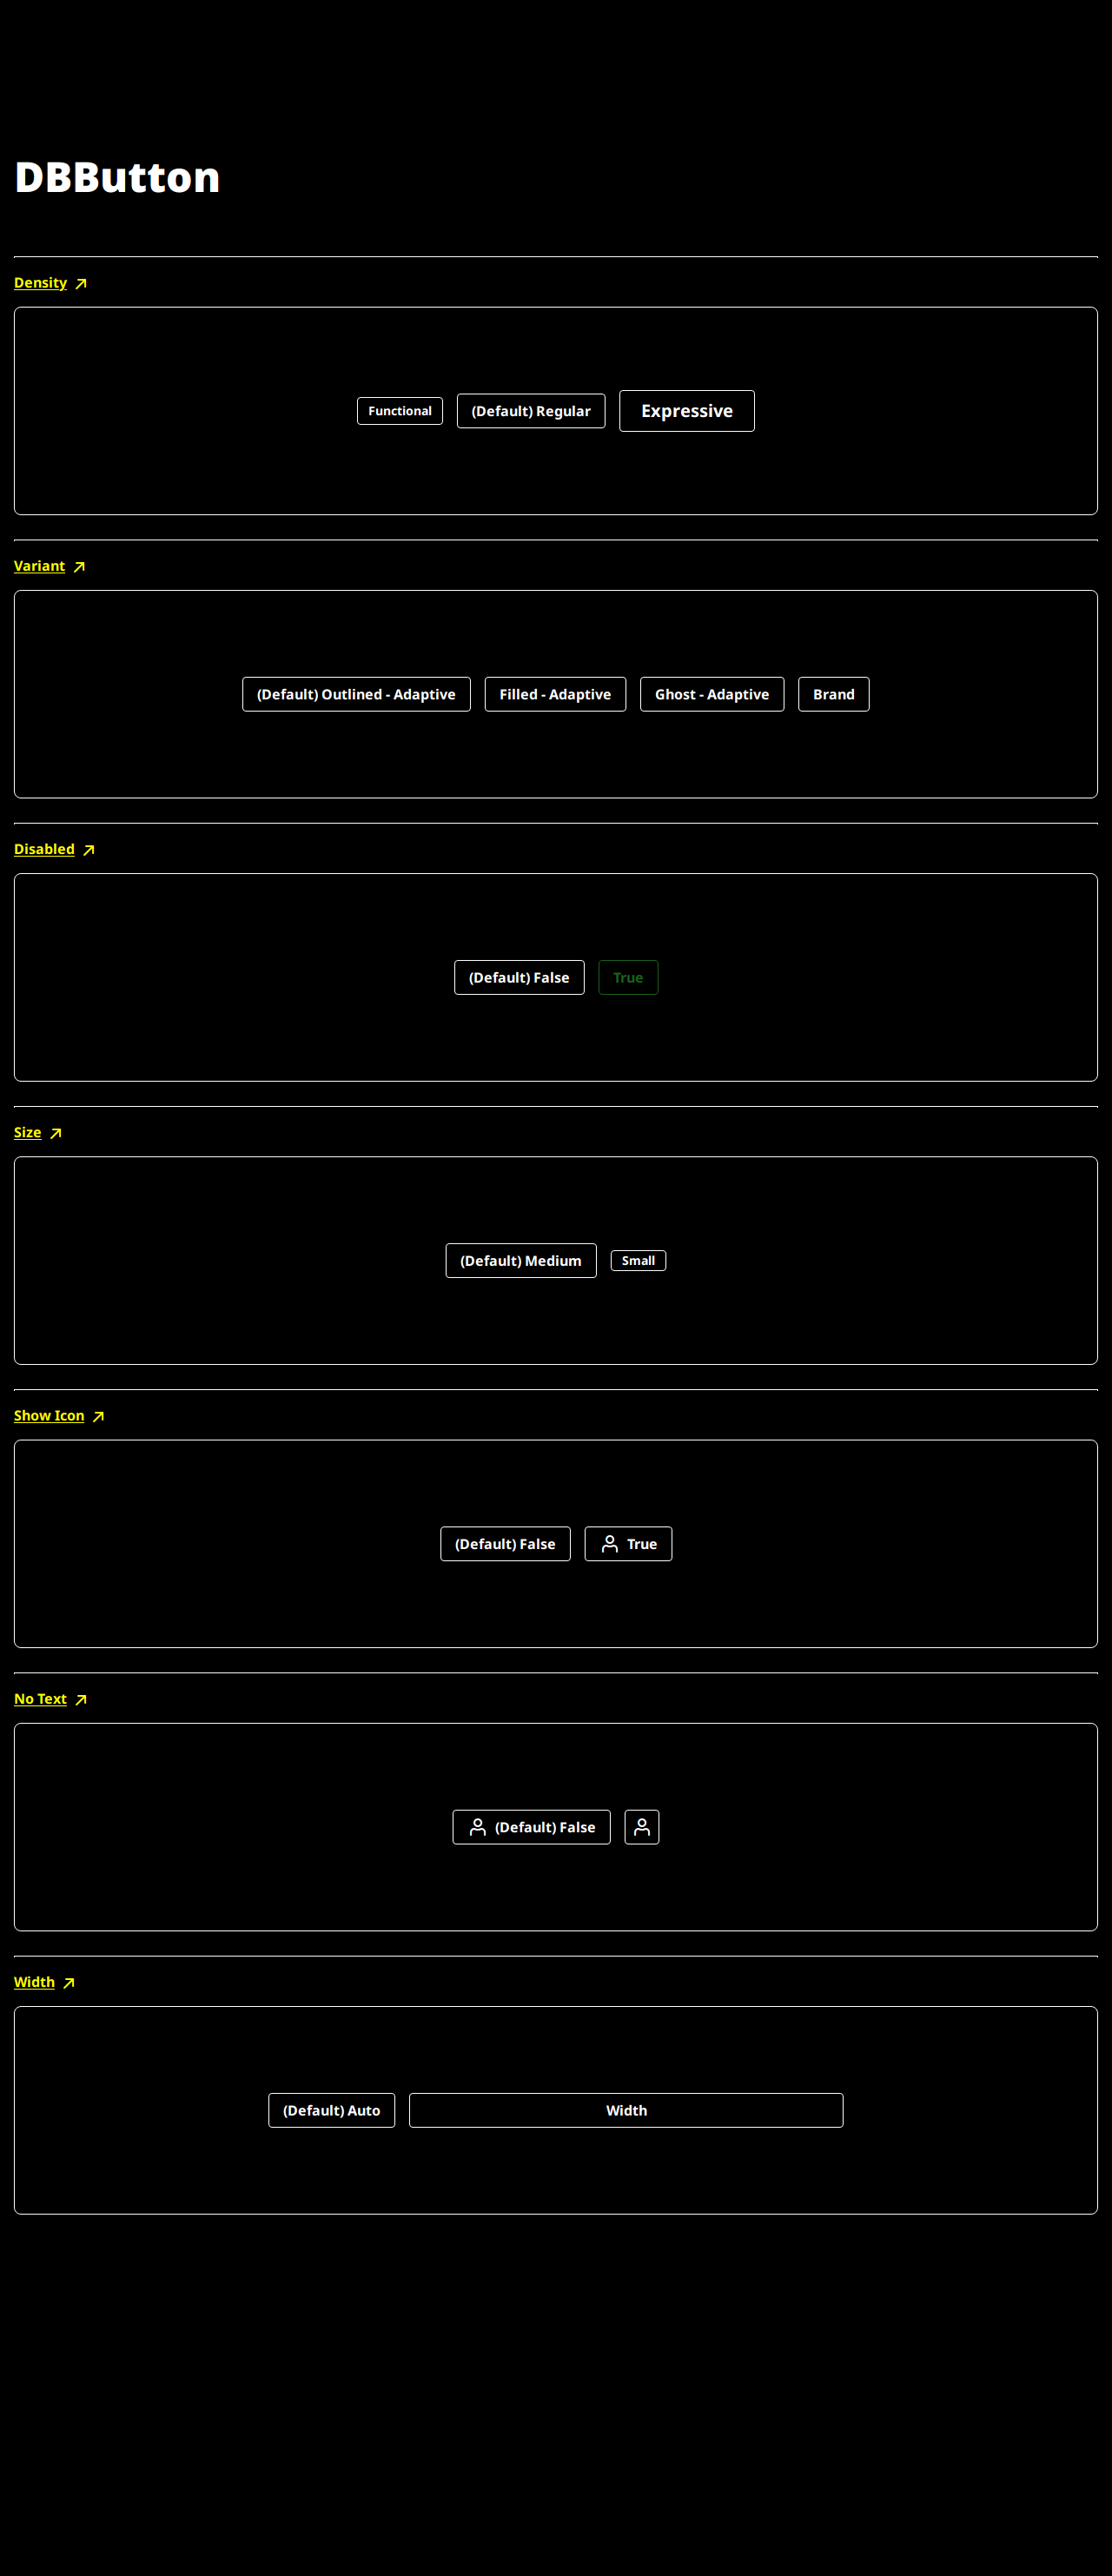 DBButton
Density
Functional (Default) Regular Expressive
Variant
(Default) Outlined - Adaptive Filled - Adaptive Ghost - Adaptive Brand
Disabled
(Default) False True
Size
(Default) Medium Small
Show Icon
(Default) False True
No Text
(Default) False
Width
(Default) Auto Width